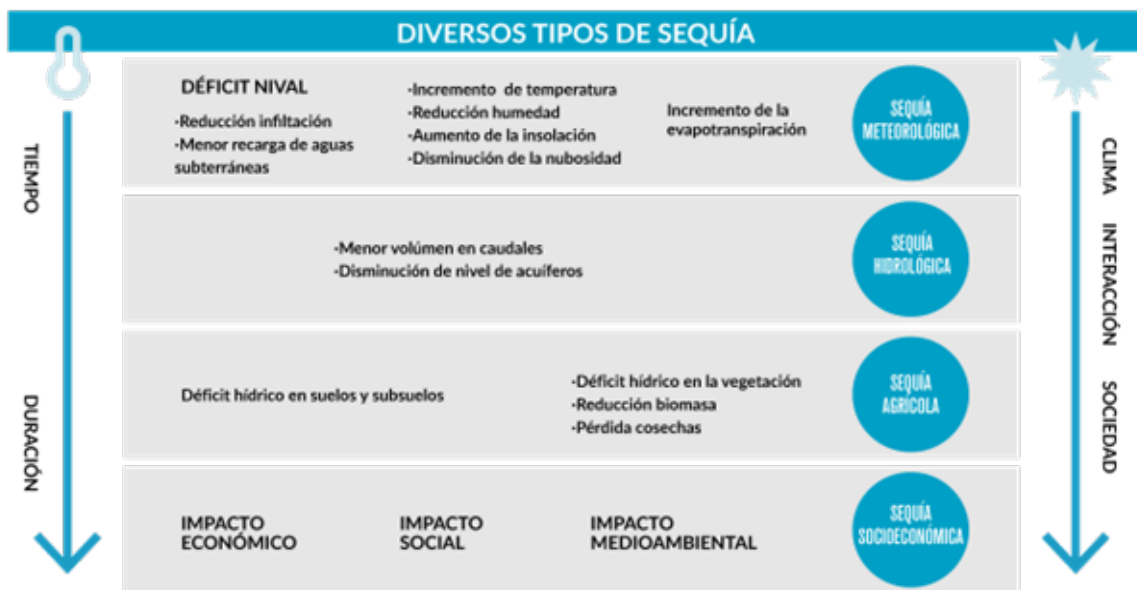 DIVERSOS TIPOS DE SEQUÍA
TIEMPO
DURACIÓN
DÉFICIT NIVAL
·Reducción infiltación
·Menor recarga de aguas
subterráneas
·Incremento de temperatura
·Reducción humedad
·Aumento de la insolación
·Disminución de la nubosidad
Incremento de la
evapotranspiración
SEQUÍA
METEOROLÓGICA
·Menor volúmen en caudales
·Disminución de nivel de acuíferos
SEQUÍA
HIDROLÓGICA
Déficit hídrico en suelos y subsuelos
·Déficit hídrico en la vegetación
·Reducción biomasa
·Pérdida cosechas
SEQUÍA
AGRÍCOLA
IMPACTO
ECONÓMICO
IMPACTO
SOCIAL
IMPACTO
MEDIOAMBIENTAL
SEQUÍA
SOCIOECONÓMICA
CLIMA INTERACCIÓN SOCIEDAD